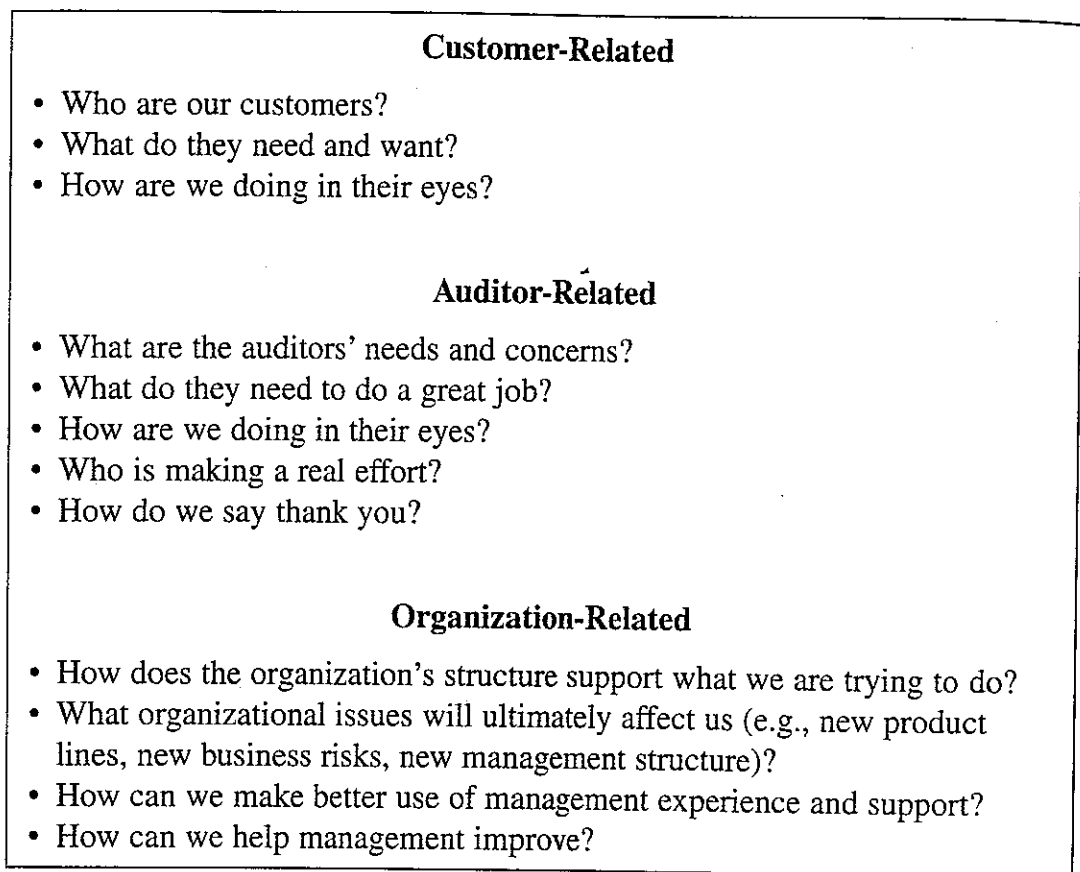 Customer-Related
• Who are our customers?
• What do they need and want?
• How are we doing in their eyes?
Auditor-Related
• What are the auditors' needs and concerns?
• What do they need to do a great job?
• How are we doing in their eyes?
• Who is making a real effort?
• How do we say thank you?
Organization-Related
• How does the organization's structure support what we are trying to do?
• What organizational issues will ultimately affect us (e.g., new product
lines, new business risks, new management structure)?
• How can we make better use of management experience and support?
• How can we help management improve?